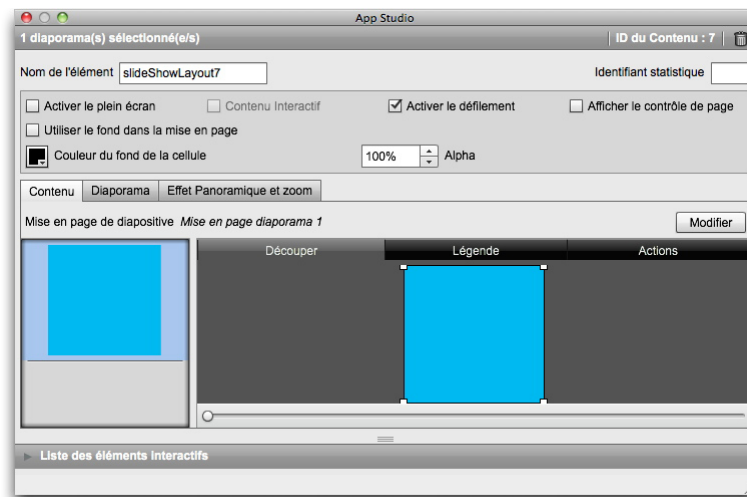 App Studio
1 diaporama(s) sélectionné(e/s)
ID du Contenu : 7
Nom de l'élément
slideShowLayout7
Identifiant statistique
Activer le plein écran
Contenu Interactif
Activer le défilement
Afficher le contrôle de page
Utiliser le fond dans la mise en page
Couleur du fond de la cellule
100%
Alpha
Contenu
Diaporama
Effet Panoramique et zoom
Mise en page de diapositive Mise en page diaporama 1
Modifier
Découper
Légende
Actions
Liste des éléments Interactifs